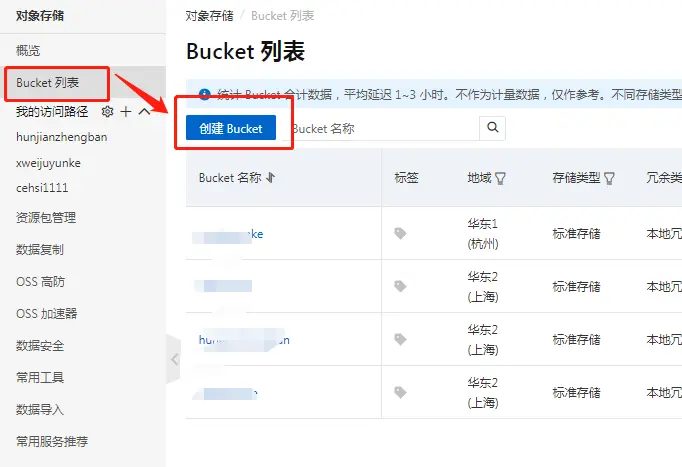 对象存储
概览
Bucket 列表
我的访问路径
hunjianzhengban
xweijuyunke
cehsi1111
资源包管理
数据复制
OSS 高防
OSS 加速器
数据安全
常用工具
数据导入
常用服务推荐
对象存储 / Bucket 列表
Bucket 列表
统计 Bucket 会计数据，平均延迟 1~3 小时。不作为计量数据，仅作参考。不同存储类型
创建 Bucket
Bucket 名称
Bucket 名称 标签 地域 存储类型 冗余类
华东1
(杭州)
标准存储 本地冗
华东2
(上海)
标准存储 本地冗
华东2
(上海)
标准存储 本地冗
华东2
(上海)
标准存储 本地冗